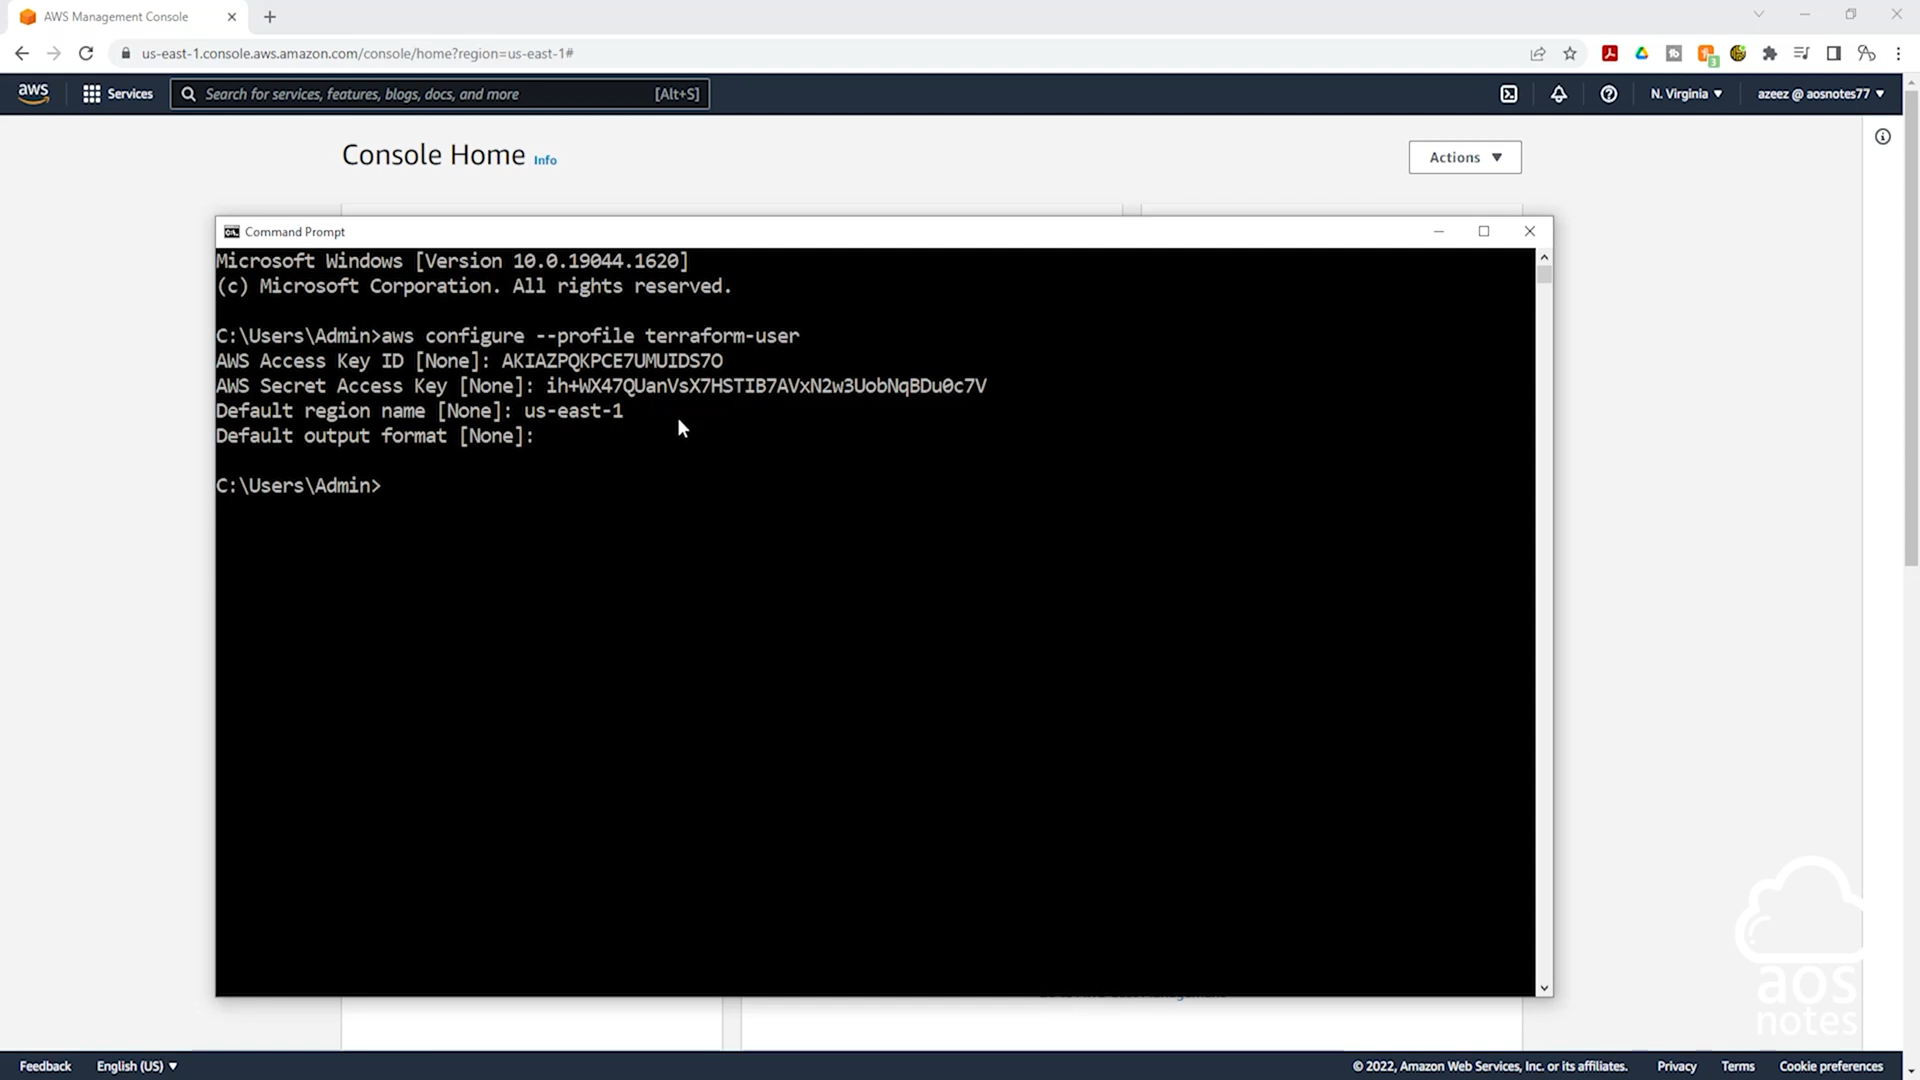 AWS Management Console
us-east-1.console.aws.amazon.com/console/home?region=us-east-1#
3
aws
Services
Search for services, features, blogs, docs, and more
[Alt+S]
N. Virginia
azeez @ aosnotes77
Console Home Info
Actions
Command Prompt
Microsoft Windows [Version 10.0.19044.1620]
(c) Microsoft Corporation. All rights reserved.
C:\Users\Admin>aws configure --profile terraform-user
AWS Access Key ID [None]: AKIAZPQKPCE7UMUIDS7O
AWS Secret Access Key [None]: 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
Default region name [None]: us-east-1
Default output format [None]:
C:\Users\Admin>
aos
notes
Feedback
English (US)
© 2022, Amazon Web Services, Inc. or its affiliates.
Privacy
Terms
Cookie preferences